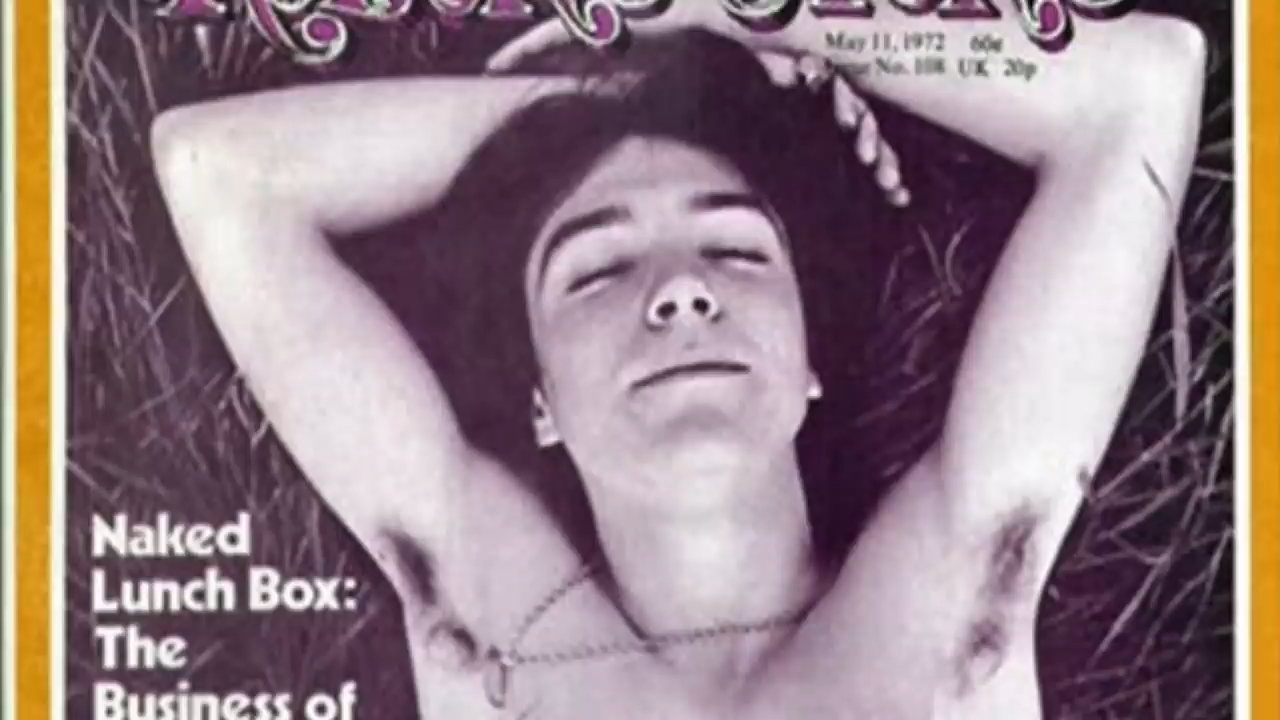 May 11, 1972 60¢
No. 108 UK 20p
Naked
Lunch Box:
The
Business of